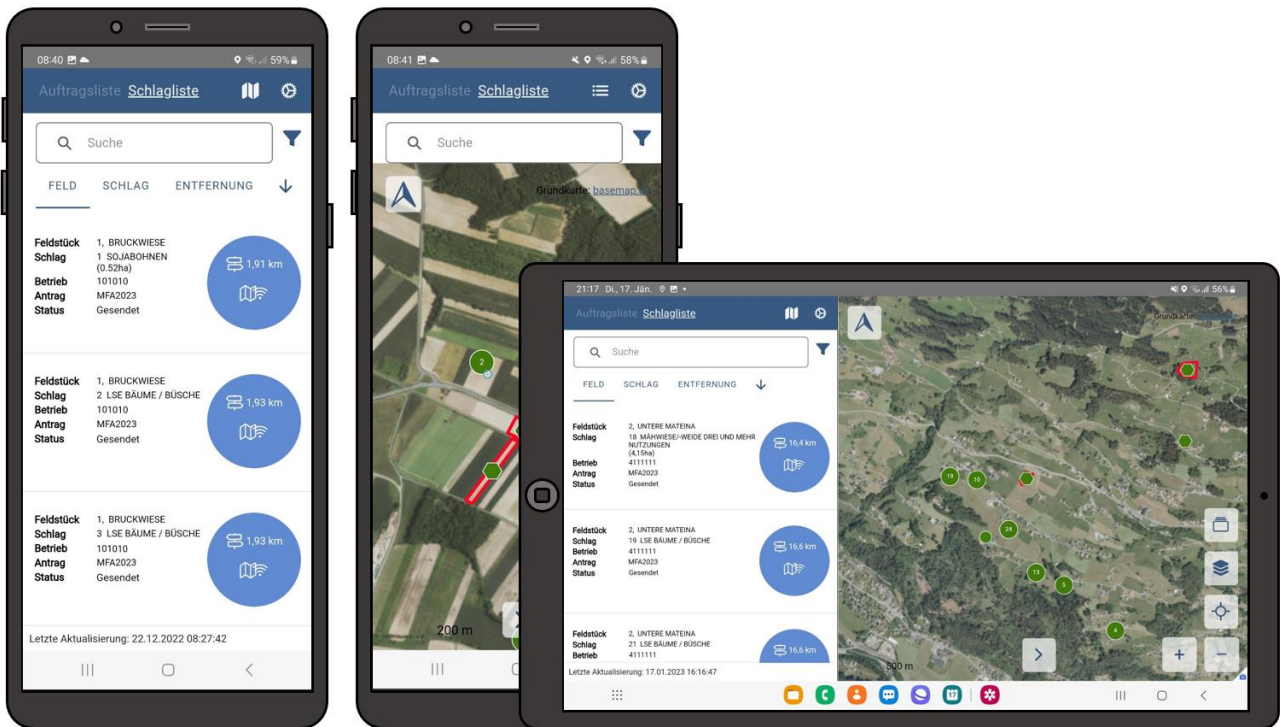 08:40
59%
Auftragsliste Schlagliste
Suche
FELD SCHLAG ENTFERNUNG
Feldstück 1, BRUCKWIESE
Schlag 1 SOJABOHNEN
(0.52ha)
Betrieb 101010
Antrag MFA2023
Status Gesendet
1,91 km
Feldstück 1, BRUCKWIESE
Schlag 2 LSE BÄUME / BÜSCHE
Betrieb 101010
Antrag MFA2023
Status Gesendet
1,93 km
Feldstück 1, BRUCKWIESE
Schlag 3 LSE BÄUME / BÜSCHE
Betrieb 101010
Antrag MFA2023
Status Gesendet
1,93 km
Letzte Aktualisierung: 22.12.2022 08:27:42
08:41
58%
Auftragsliste Schlagliste
Suche
Grundkarte: basemap.
2
200 m
21:17 Di., 17. Jän.
56%
Auftragsliste Schlagliste
Suche
FELD SCHLAG ENTFERNUNG
Feldstück 2, UNTERE MATEINA
Schlag 18 MÄHWIESE/-WEIDE DREI UND MEHR
NUTZUNGEN
(4,15ha)
Betrieb 4111111
Antrag MFA2023
Status Gesendet
16,4 km
Feldstück 2, UNTERE MATEINA
Schlag 19 LSE BÄUME / BÜSCHE
Betrieb 4111111
Antrag MFA2023
Status Gesendet
16,6 km
Feldstück 2, UNTERE MATEINA
Schlag 21 LSE BÄUME / BÜSCHE
Betrieb 4111111
16,6 km
Letzte Aktualisierung: 17.01.2023 16:16:47
Grundkarte:
19
10
24
13
5
4
500 m
17